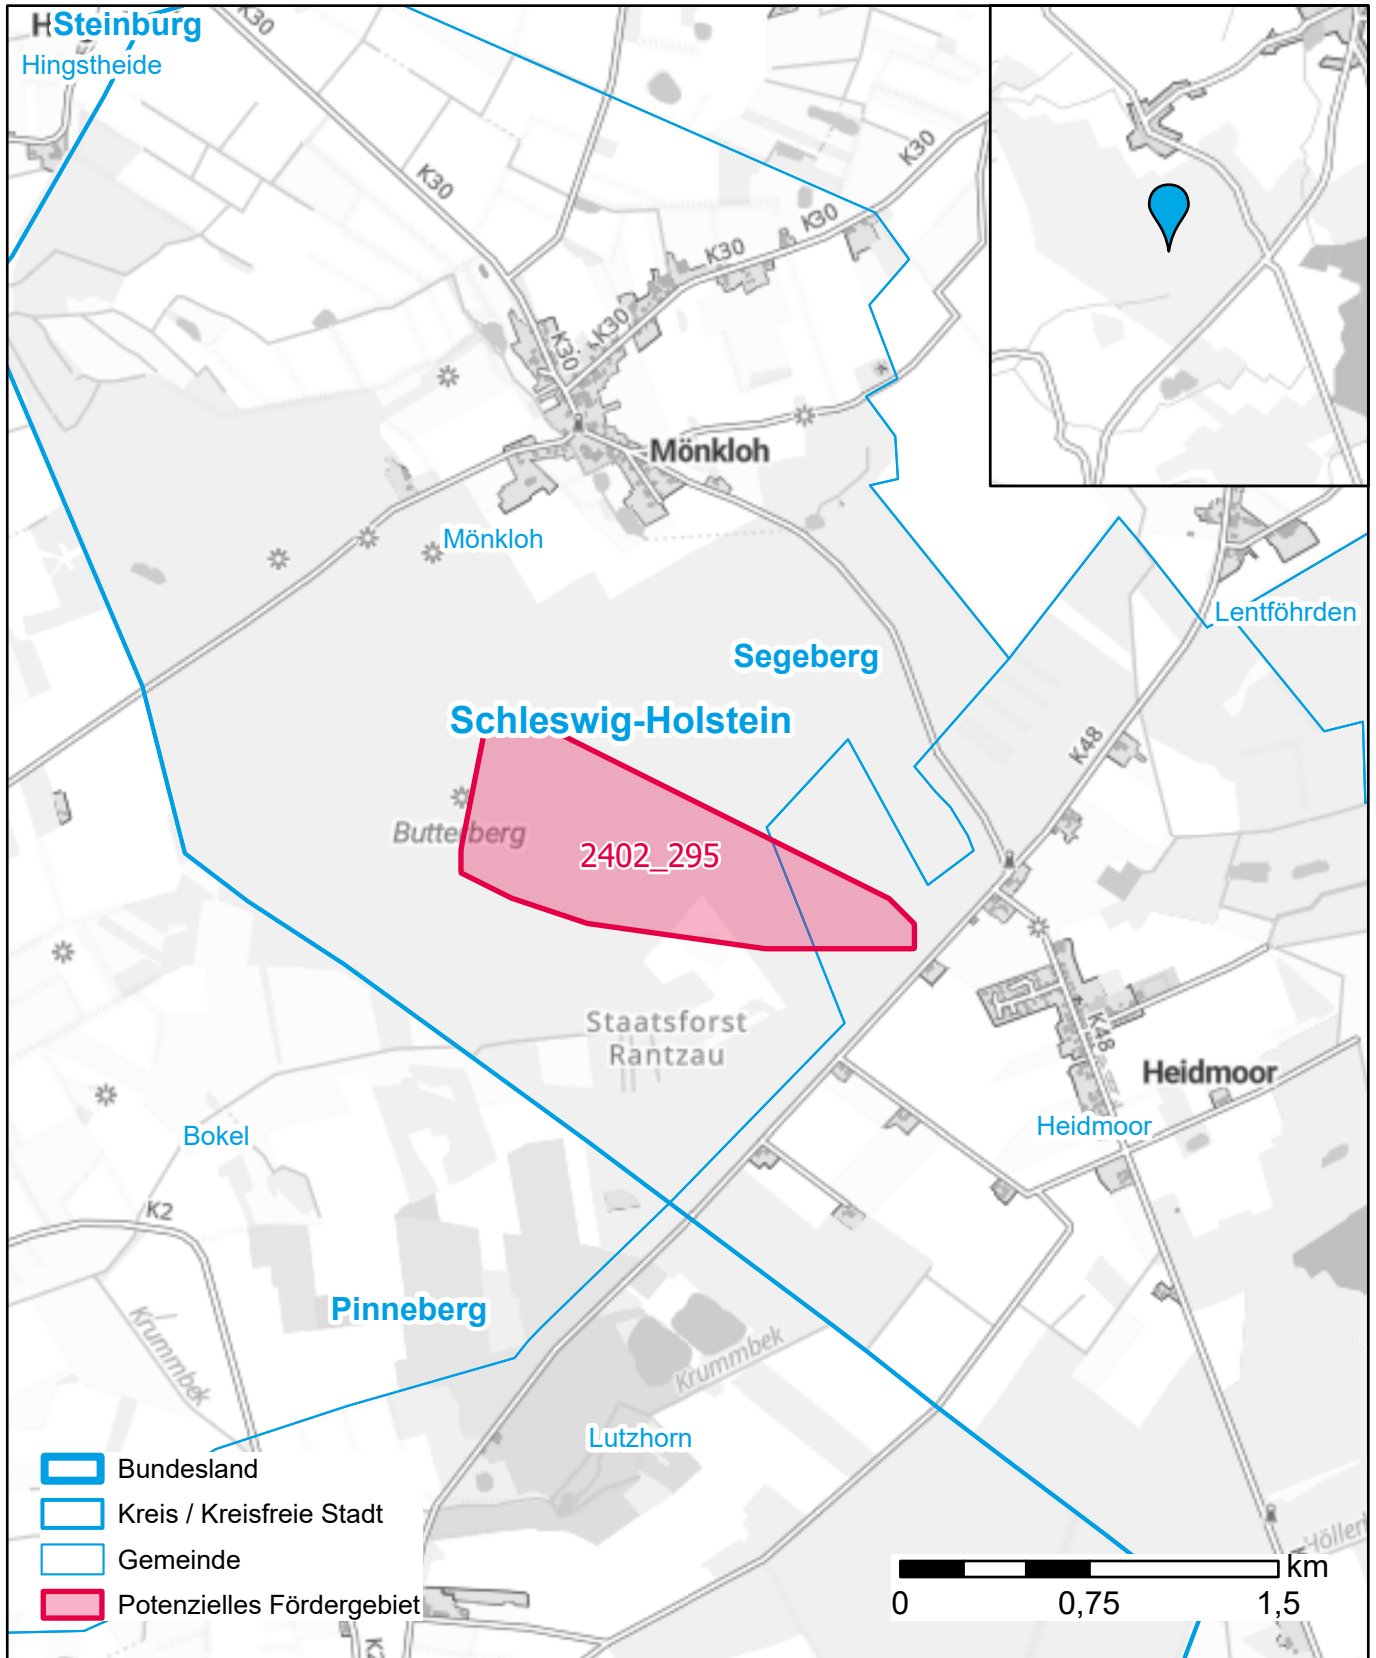 H
Steinburg
Hingstheide
K30
K30
K30
K30
K30
K30
K30
Mönkloh
Mönkloh
Lentföhrden
Segeberg
Schleswig-Holstein
K48
Butterberg
2402_295
Staatsforst
Rantzau
K48
Heidmoor
Heidmoor
Bokel
K2
Krummbek
Pinneberg
Krummbek
Lutzhorn
Bundesland
Kreis / Kreisfreie Stadt
Gemeinde
Potenzielles Fördergebiet
km
0
0,75
1,5